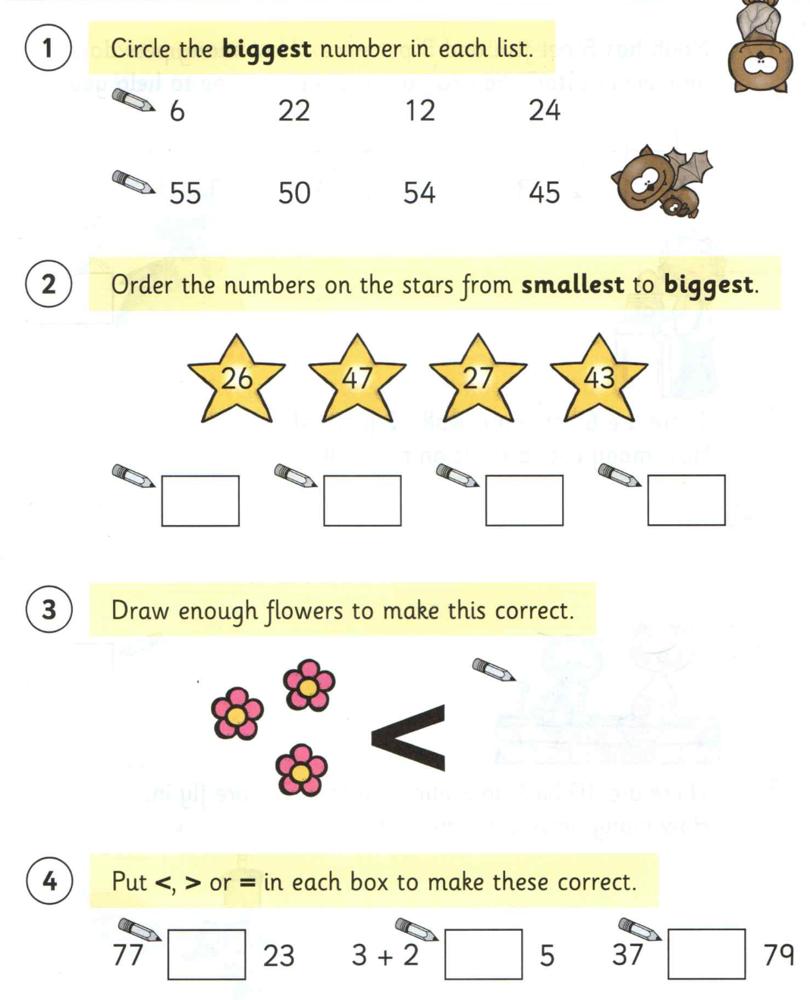 1 Circle the biggest number in each list.
6 22 12 24
55 50 54 45
2 Order the numbers on the stars from smallest to biggest.
26 47 27 43
3 Draw enough flowers to make this correct.
<
4 Put <, > or = in each box to make these correct.
77 23 3 + 2 5 37 79